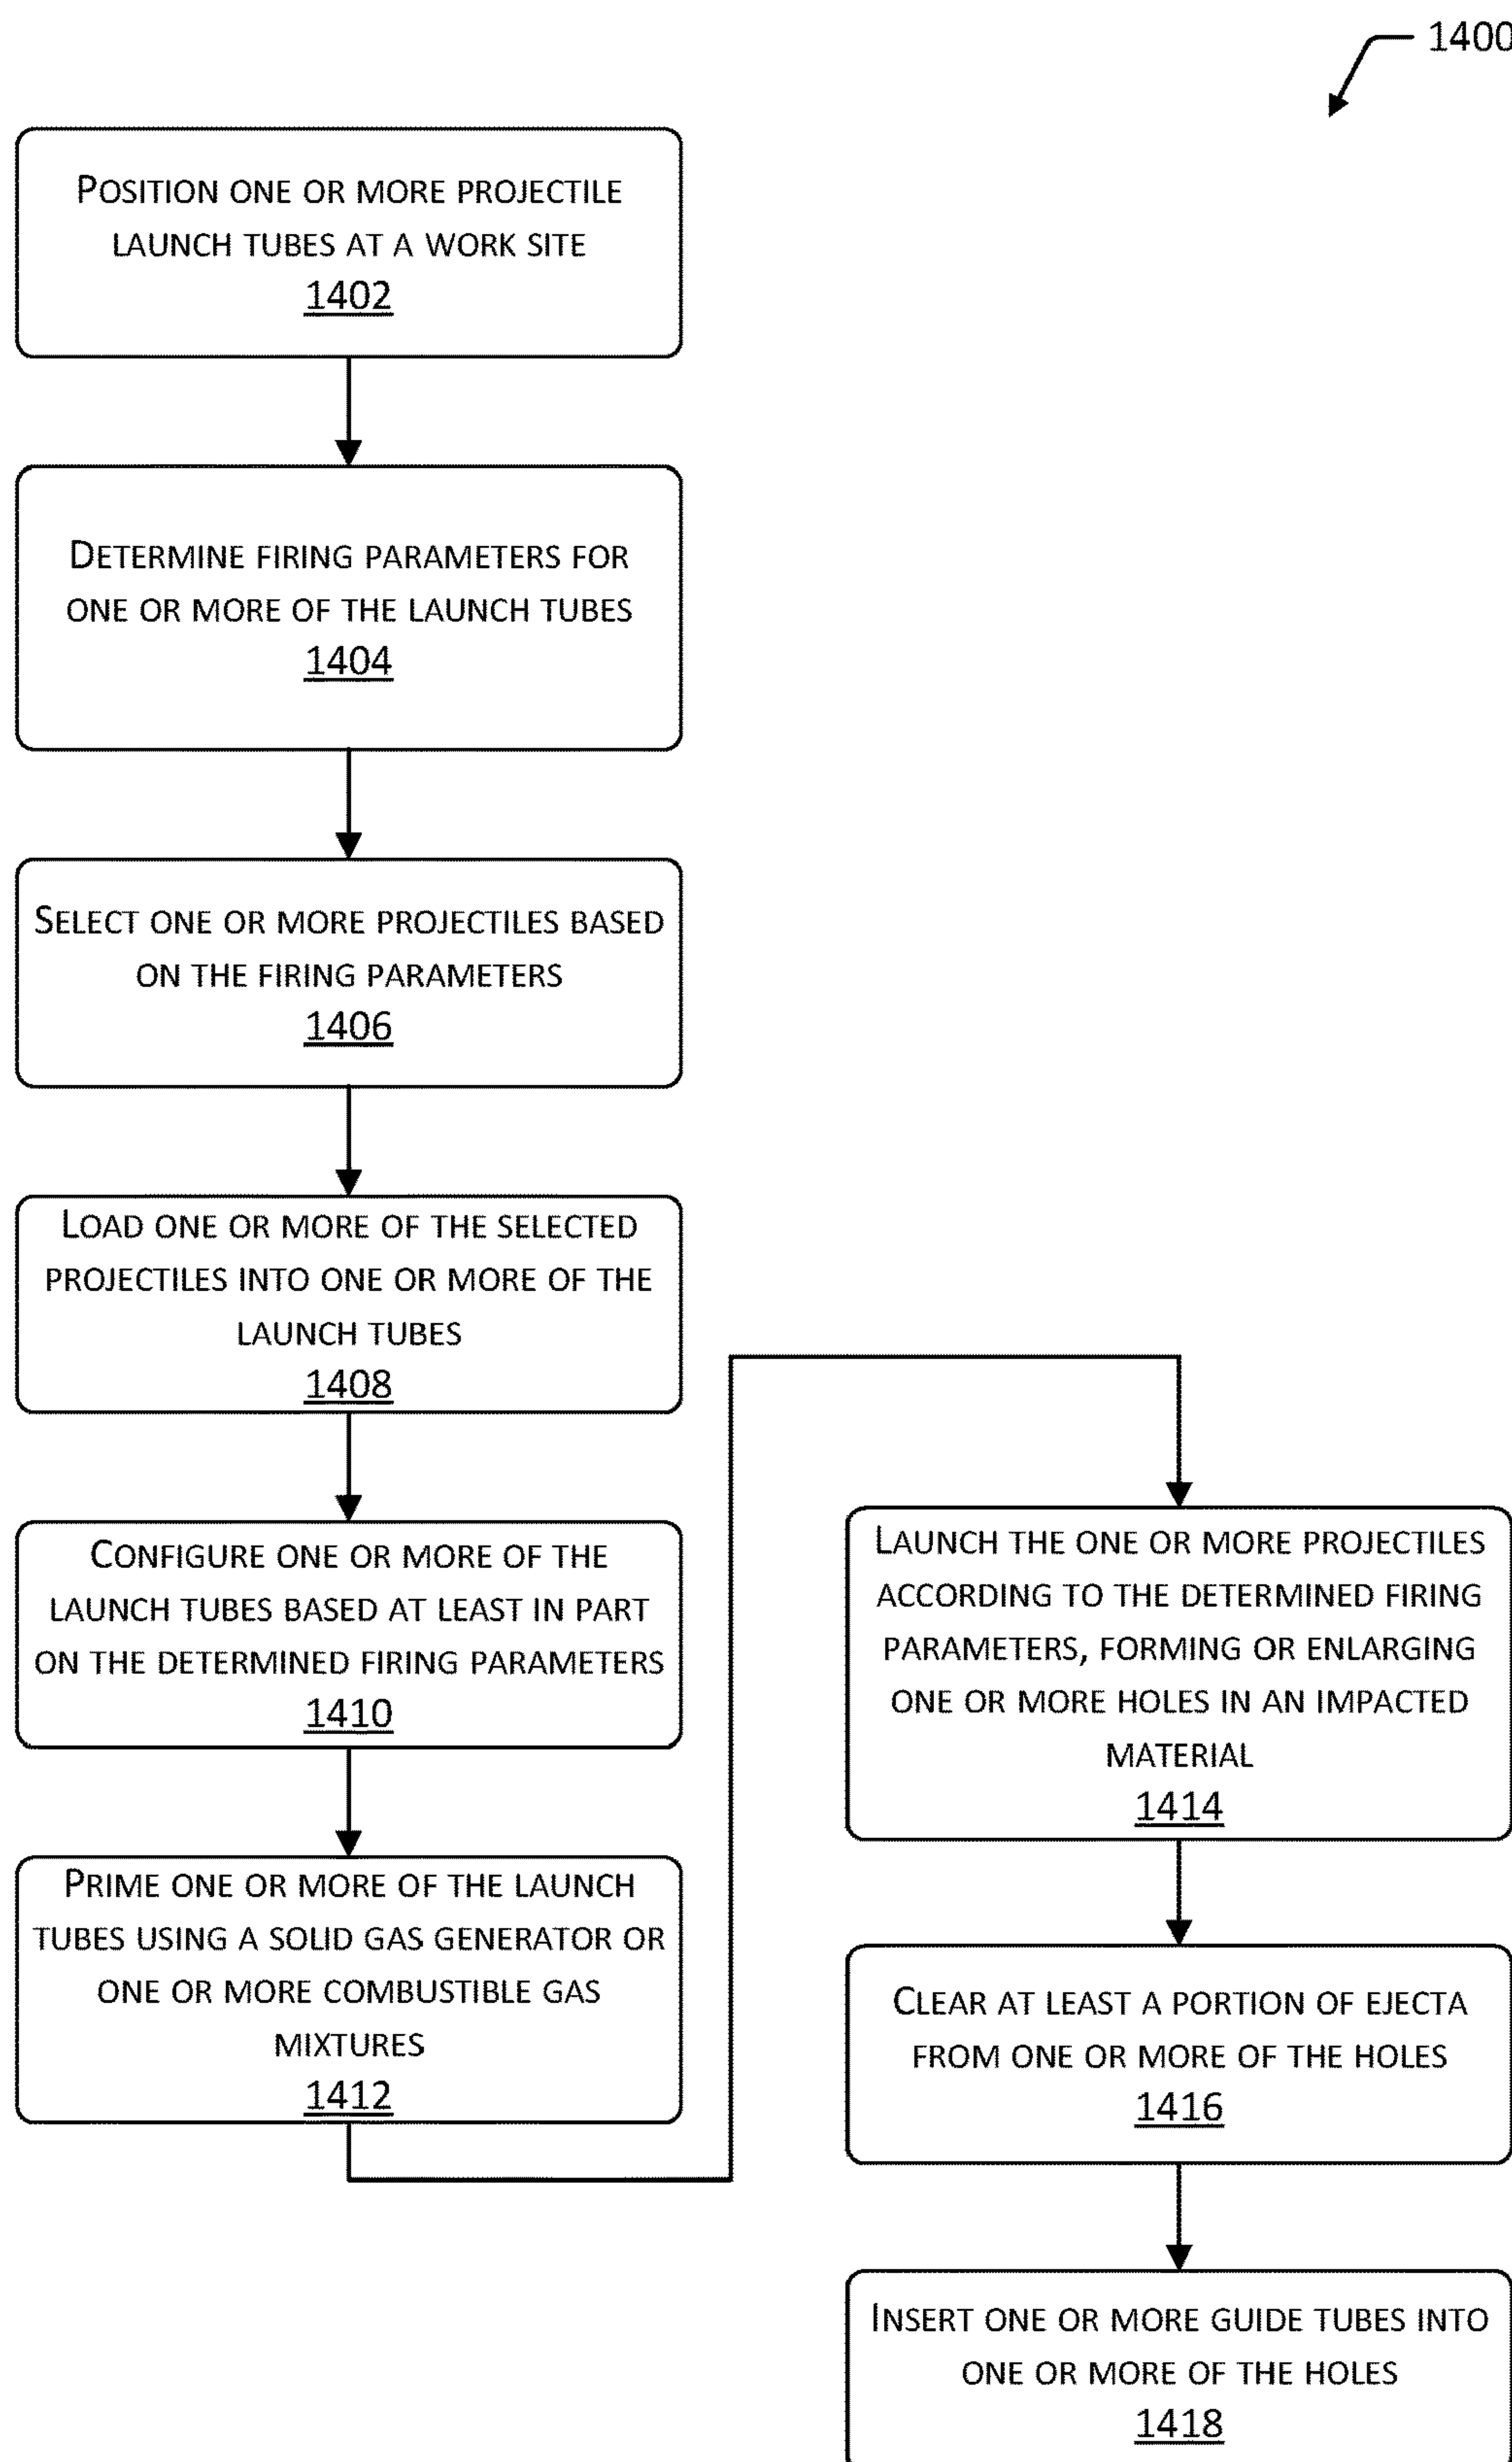 1400
POSITION ONE OR MORE PROJECTILE
LAUNCH TUBES AT A WORK SITE
1402
DETERMINE FIRING PARAMETERS FOR
ONE OR MORE OF THE LAUNCH TUBES
1404
SELECT ONE OR MORE PROJECTILES BASED
ON THE FIRING PARAMETERS
1406
LOAD ONE OR MORE OF THE SELECTED
PROJECTILES INTO ONE OR MORE OF THE
LAUNCH TUBES
1408
CONFIGURE ONE OR MORE OF THE
LAUNCH TUBES BASED AT LEAST IN PART
ON THE DETERMINED FIRING PARAMETERS
1410
PRIME ONE OR MORE OF THE LAUNCH
TUBES USING A SOLID GAS GENERATOR OR
ONE OR MORE COMBUSTIBLE GAS
MIXTURES
1412
LAUNCH THE ONE OR MORE PROJECTILES
ACCORDING TO THE DETERMINED FIRING
PARAMETERS, FORMING OR ENLARGING
ONE OR MORE HOLES IN AN IMPACTED
MATERIAL
1414
CLEAR AT LEAST A PORTION OF EJECTA
FROM ONE OR MORE OF THE HOLES
1416
INSERT ONE OR MORE GUIDE TUBES INTO
ONE OR MORE OF THE HOLES
1418